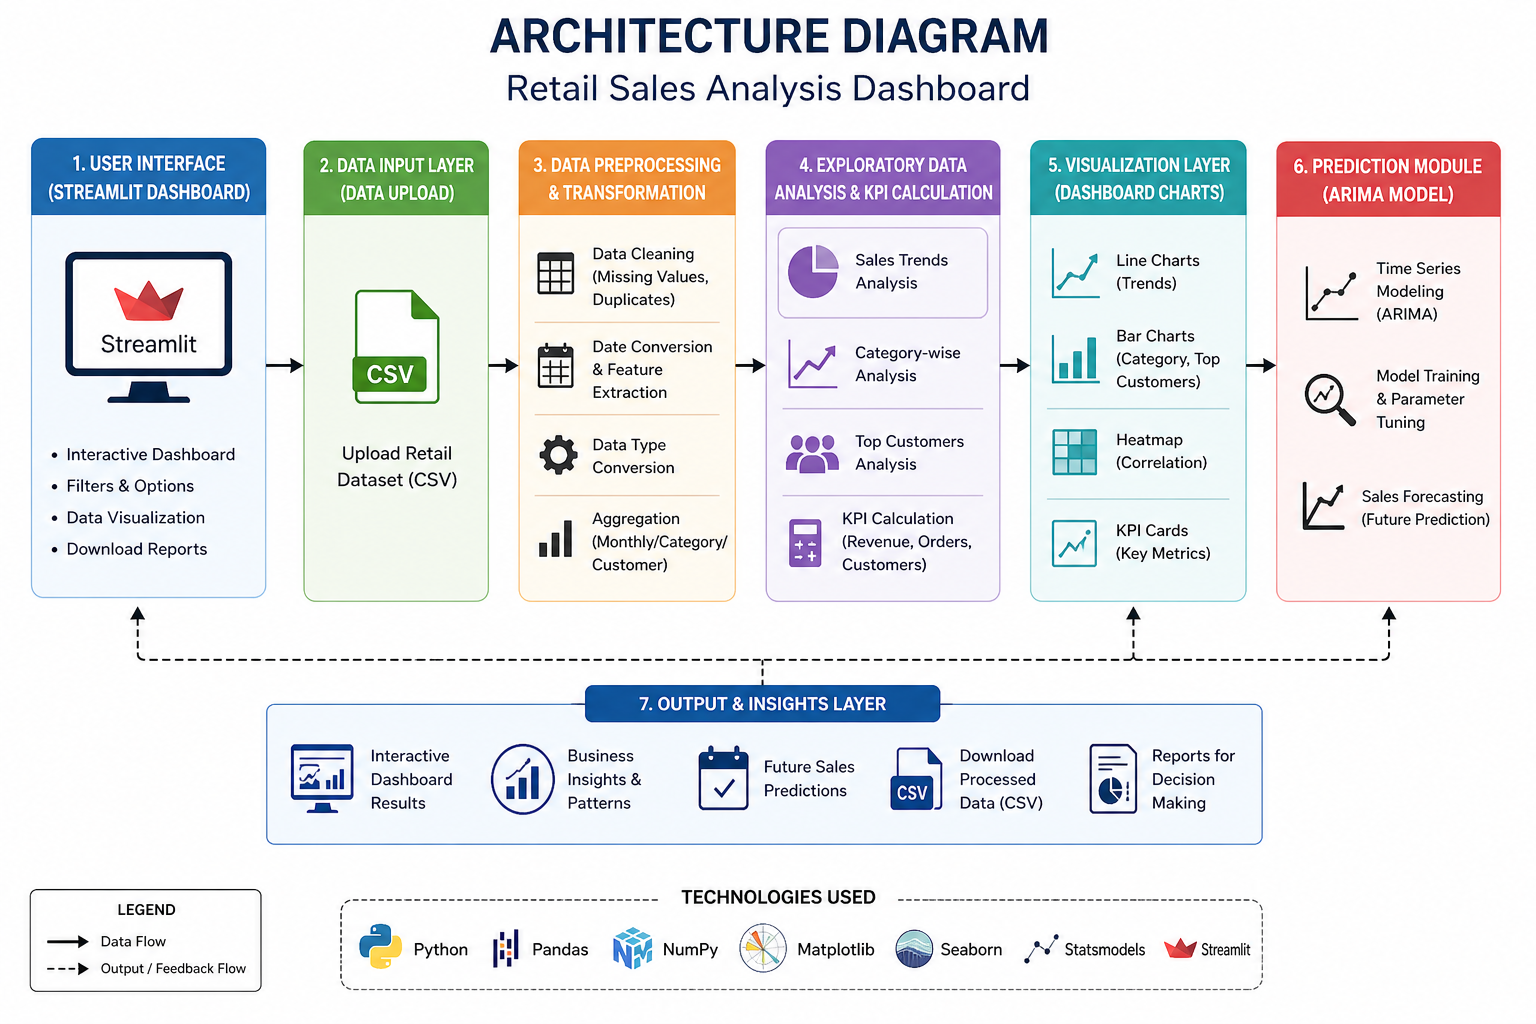 ARCHITECTURE DIAGRAM
Retail Sales Analysis Dashboard
1. USER INTERFACE
(STREAMLIT DASHBOARD)
Streamlit
• Interactive Dashboard
• Filters & Options
• Data Visualization
• Download Reports
2. DATA INPUT LAYER
(DATA UPLOAD)
CSV
Upload Retail
Dataset (CSV)
3. DATA PREPROCESSING
& TRANSFORMATION
Data Cleaning
(Missing Values,
Duplicates)
Date Conversion
& Feature
Extraction
Data Type
Conversion
Aggregation
(Monthly/Category/
Customer)
4. EXPLORATORY DATA
ANALYSIS & KPI CALCULATION
Sales Trends
Analysis
Category-wise
Analysis
Top Customers
Analysis
KPI Calculation
(Revenue, Orders,
Customers)
5. VISUALIZATION LAYER
(DASHBOARD CHARTS)
Line Charts
(Trends)
Bar Charts
(Category, Top
Customers)
Heatmap
(Correlation)
KPI Cards
(Key Metrics)
6. PREDICTION MODULE
(ARIMA MODEL)
Time Series
Modeling
(ARIMA)
Model Training
& Parameter
Tuning
Sales Forecasting
(Future Prediction)
7. OUTPUT & INSIGHTS LAYER
Interactive
Dashboard
Results
Business
Insights &
Patterns
Future Sales
Predictions
CSV
Download
Processed
Data (CSV)
Reports for
Decision
Making
LEGEND
Data Flow
Output / Feedback Flow
TECHNOLOGIES USED
Python
Pandas
NumPy
Matplotlib
Seaborn
Statsmodels
Streamlit